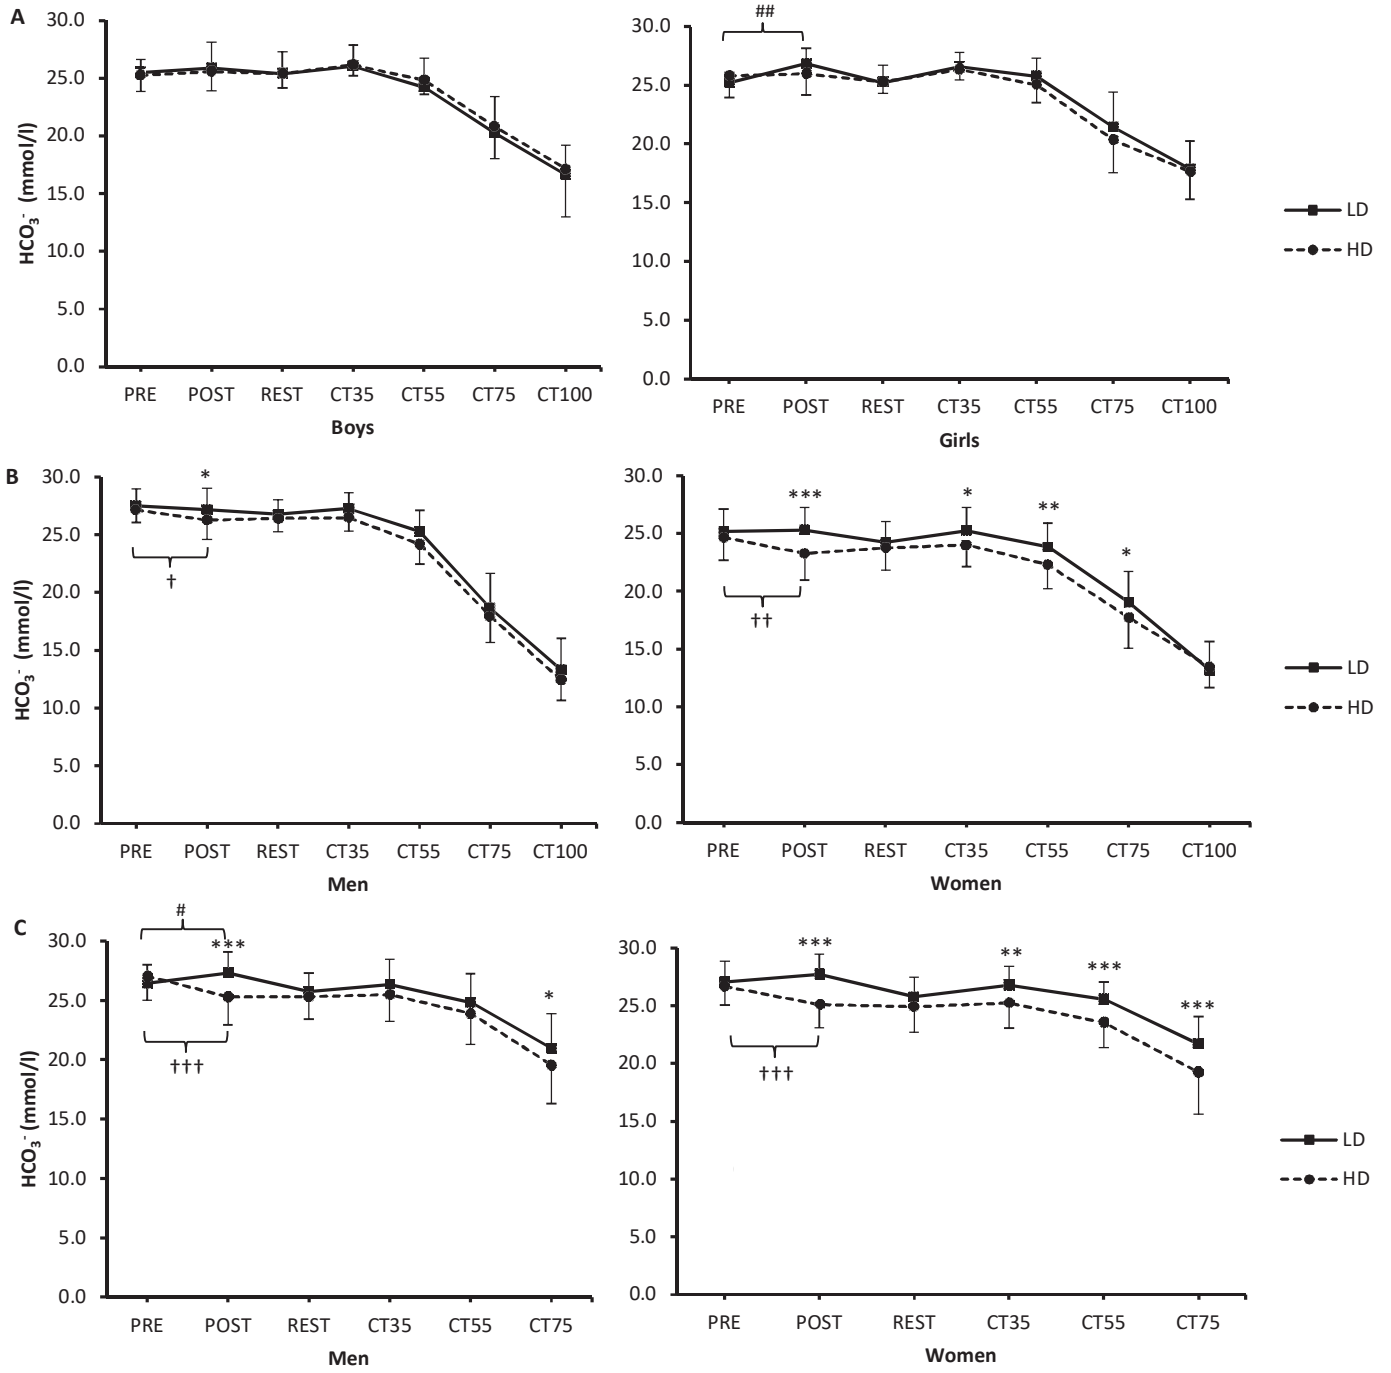 A
HCO3- (mmol/l)
30.0
25.0
20.0
15.0
10.0
5.0
0.0
PRE POST REST CT35 CT55 CT75 CT100
Boys
##
30.0
25.0
20.0
15.0
10.0
5.0
0.0
PRE POST REST CT35 CT55 CT75 CT100
Girls
LD
HD
B
HCO3- (mmol/l)
30.0
25.0
20.0
15.0
10.0
5.0
0.0
*
†
PRE POST REST CT35 CT55 CT75 CT100
Men
30.0
25.0
20.0
15.0
10.0
5.0
0.0
*** * ** *
††
PRE POST REST CT35 CT55 CT75 CT100
Women
LD
HD
C
HCO3- (mmol/l)
30.0
25.0
20.0
15.0
10.0
5.0
0.0
#
*** *
†††
PRE POST REST CT35 CT55 CT75
Men
30.0
25.0
20.0
15.0
10.0
5.0
0.0
*** ** *** ***
†††
PRE POST REST CT35 CT55 CT75
Women
LD
HD